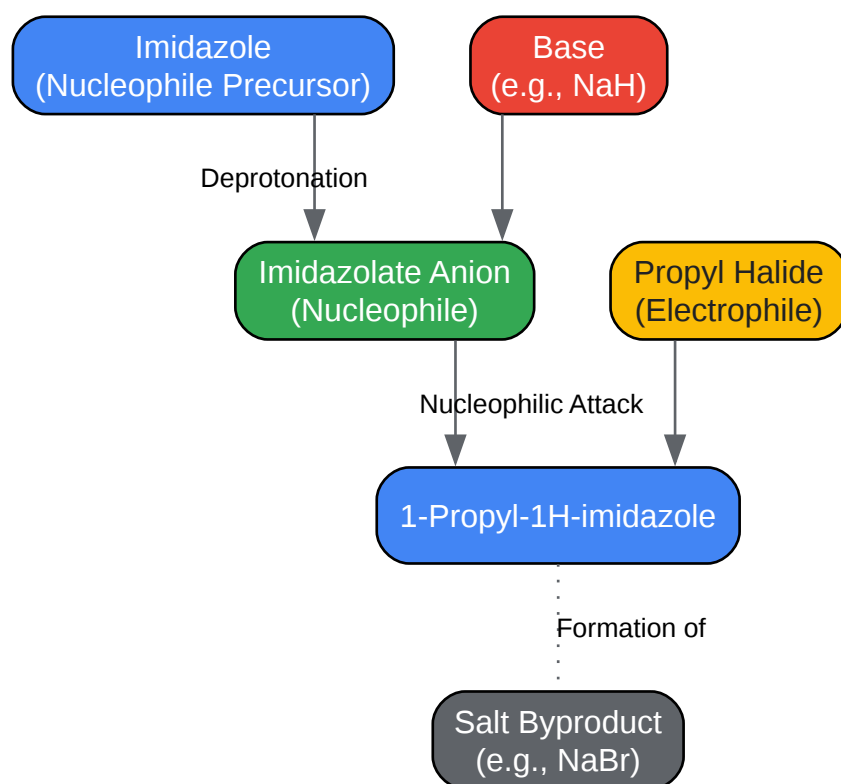 Imidazole
(Nucleophile Precursor)
Base
(e.g., NaH)
Deprotonation
Imidazolate Anion
(Nucleophile)
Propyl Halide
(Electrophile)
Nucleophilic Attack
1-Propyl-1H-imidazole
Formation of
Salt Byproduct
(e.g., NaBr)